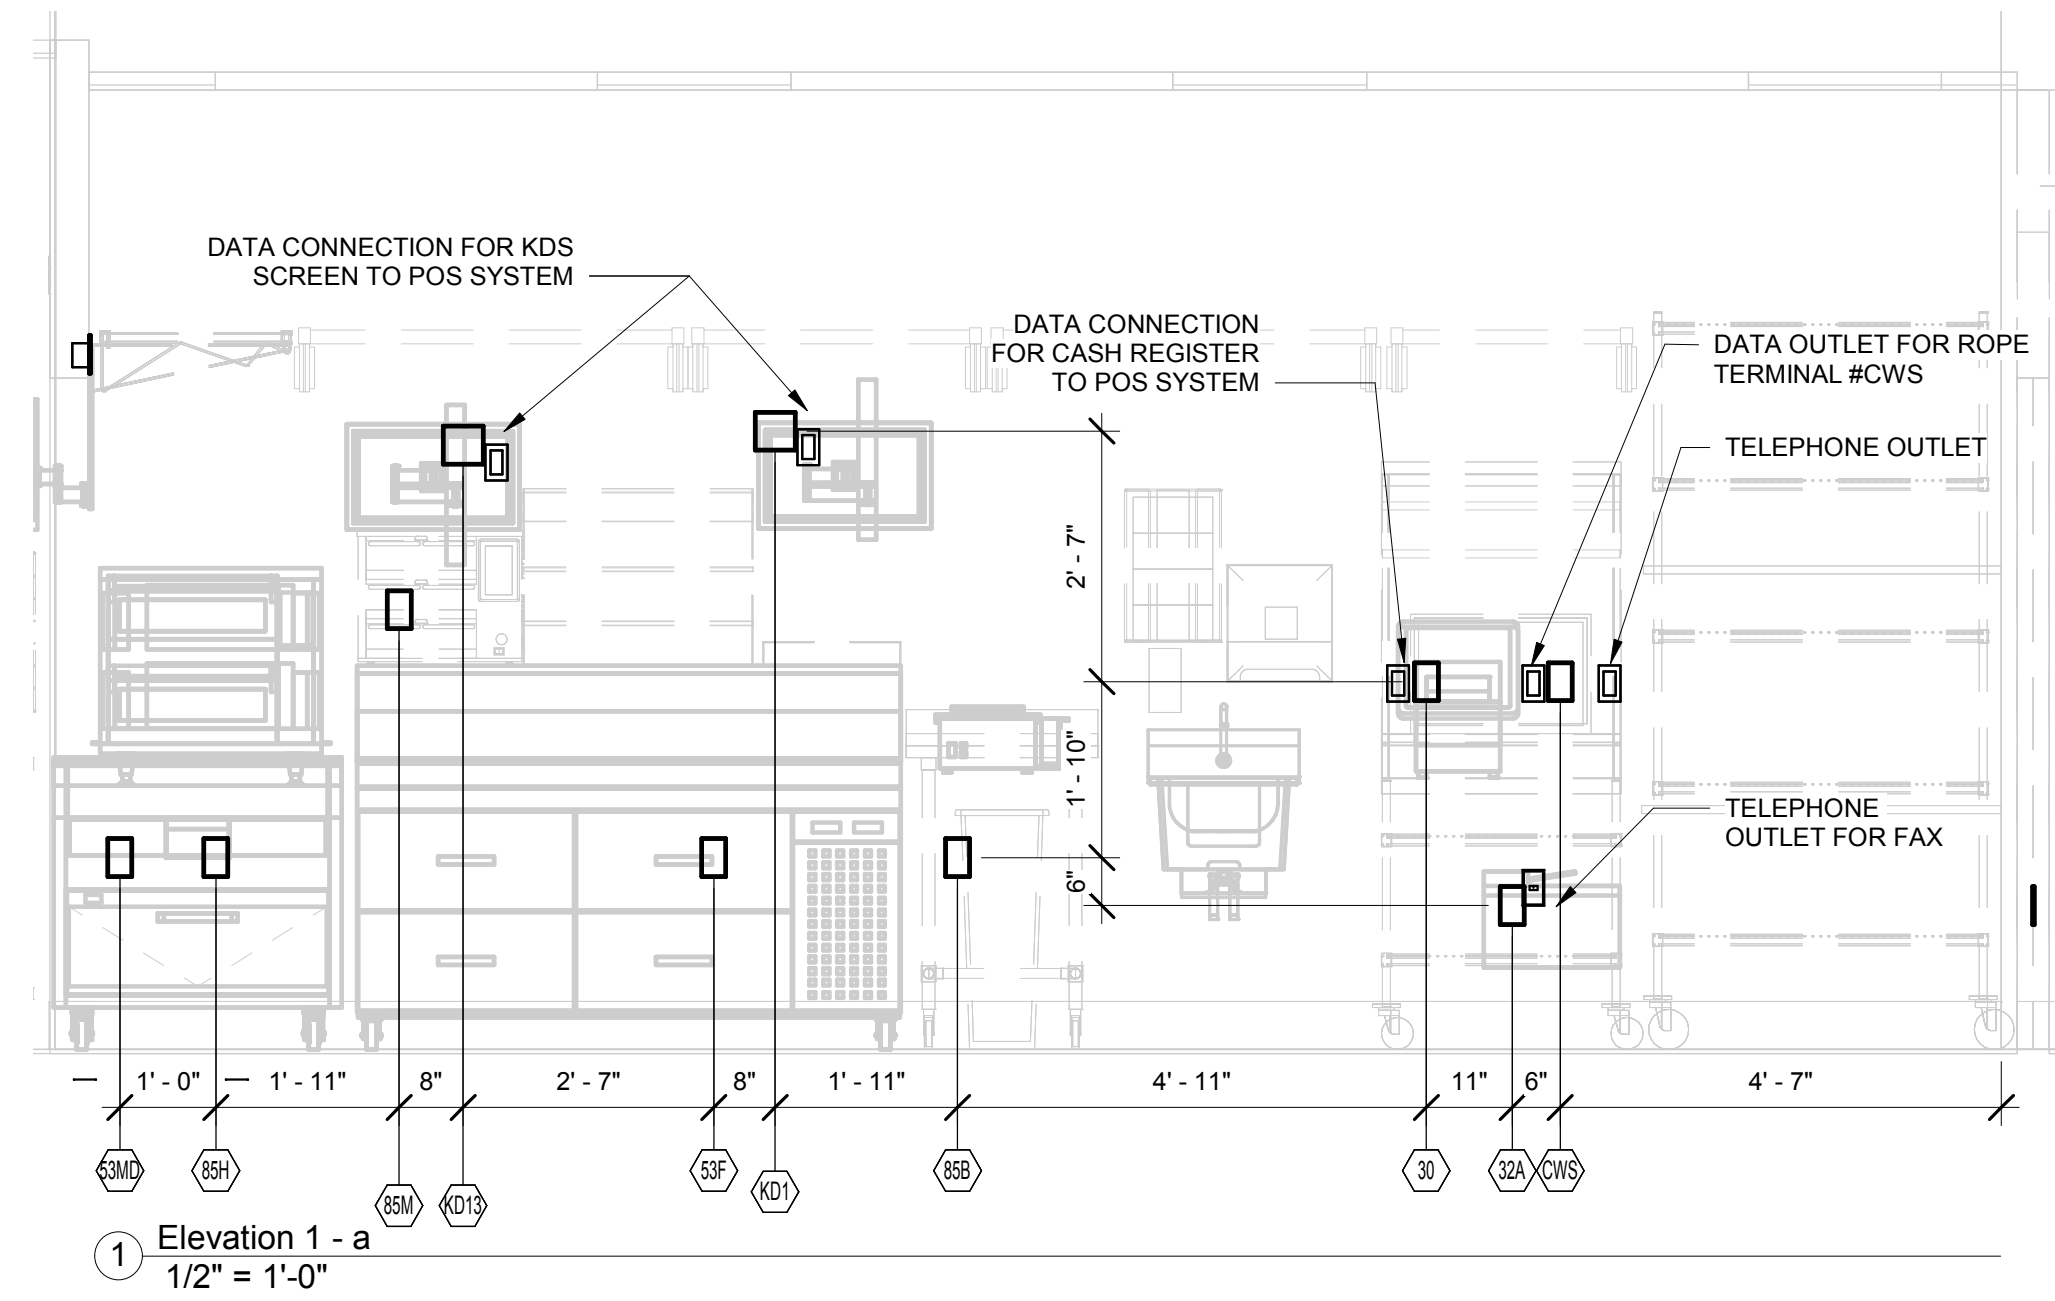 DATA CONNECTION FOR KDS
SCREEN TO POS SYSTEM
DATA CONNECTION
FOR CASH REGISTER
TO POS SYSTEM
DATA OUTLET FOR ROPE
TERMINAL #CWS
TELEPHONE OUTLET
2' - 7"
1' - 10"
6"
TELEPHONE
OUTLET FOR FAX
1' - 0" 1' - 11" 8" 2' - 7" 8" 1' - 11" 4' - 11" 11" 6" 4' - 7"
53MD 85H 85M KD13 53F KD1 85B 30 32A CWS
1 Elevation 1 - a
1/2" = 1'-0"